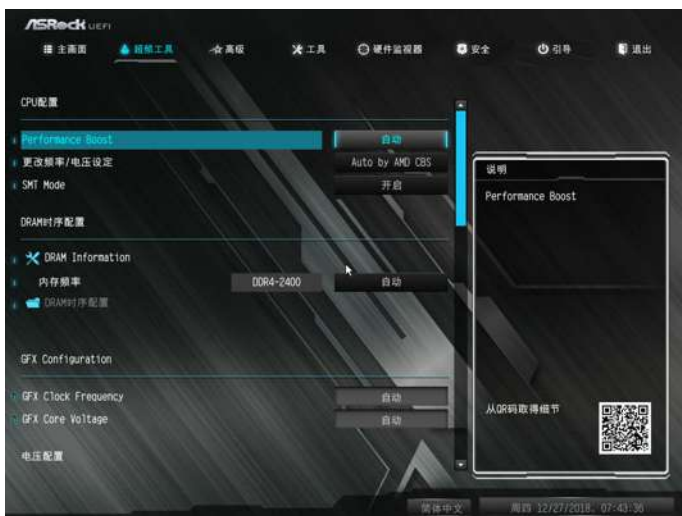 ASRock UEFI
主画面 超频工具 高级 工具 硬件监视器 安全 引导 退出
CPU配置
Performance Boost 自动
更改频率/电压设定 Auto by AMD CBS
SMT Mode 开启
DRAM时序配置
DRAM Information
内存频率 DDR4-2400 自动
DRAM时序配置
GFX Configuration
GFX Clock Frequency 自动
GFX Core Voltage 自动
电压配置
说明
Performance Boost
从QR码取得细节
简体中文 周四 12/27/2018. 07:43:36